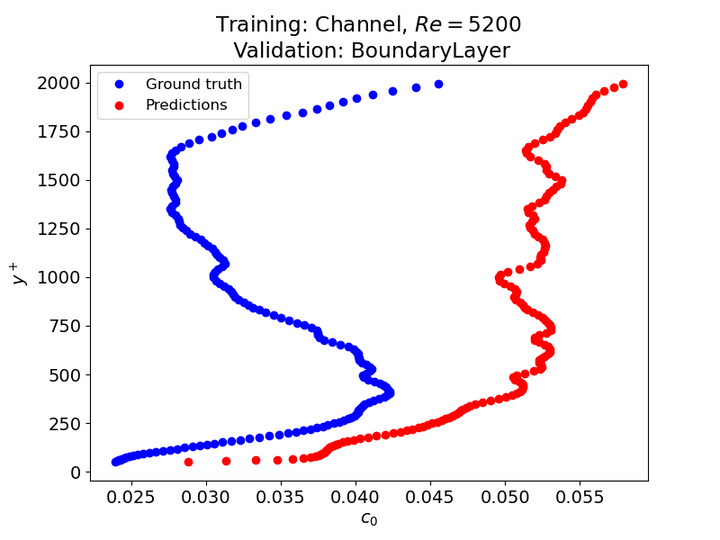 Training: Channel, Re = 5200
Validation: BoundaryLayer
Ground truth
Predictions
y⁺
2000
1750
1500
1250
1000
750
500
250
0
0.025 0.030 0.035 0.040 0.045 0.050 0.055
c₀